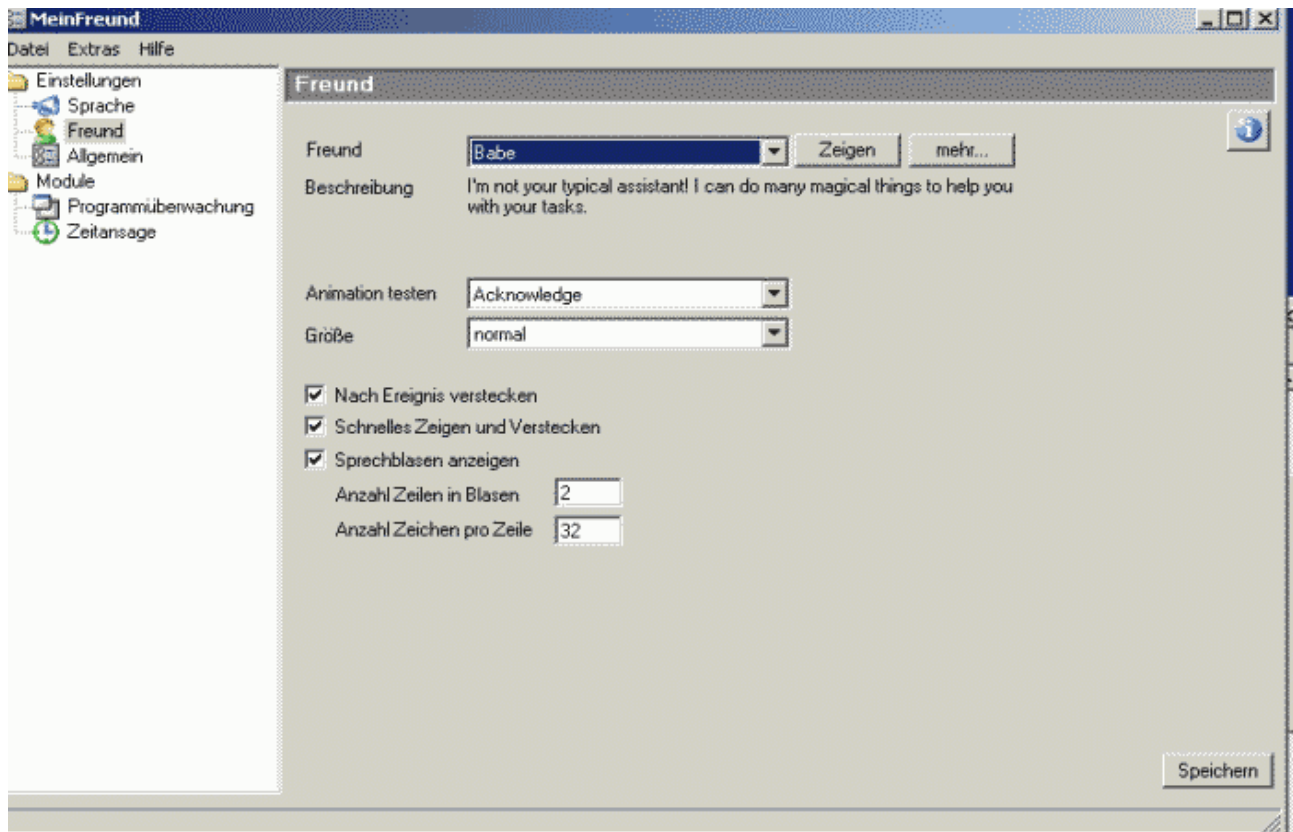 MeinFreund
Datei Extras Hilfe
Einstellungen
Sprache
Freund
Allgemein
Module
Programmüberwachung
Zeitansage
Freund
Freund Babe Zeigen mehr...
Beschreibung I'm not your typical assistant! I can do many magical things to help you
with your tasks.
Animation testen Acknowledge
Größe normal
Nach Ereignis verstecken
Schnelles Zeigen und Verstecken
Sprechblasen anzeigen
Anzahl Zeilen in Blasen 2
Anzahl Zeichen pro Zeile 32
Speichern